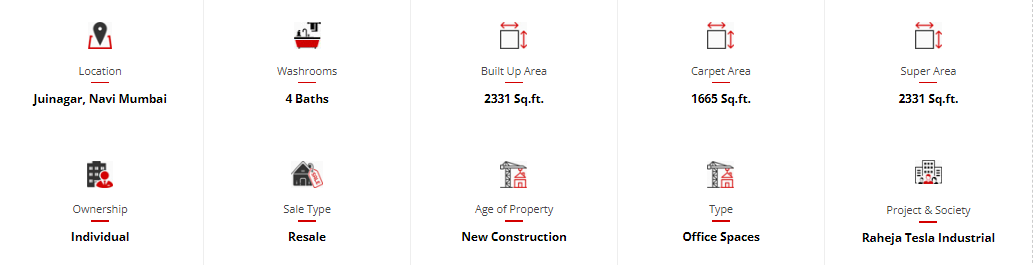 Location
Washrooms
Built Up Area
Carpet Area
Super Area
Juinagar, Navi Mumbai
4 Baths
2331 Sq.ft.
1665 Sq.ft.
2331 Sq.ft.
SALE
Ownership
Sale Type
Age of Property
Type
Project & Society
Individual
Resale
New Construction
Office Spaces
Raheja Tesla Industrial